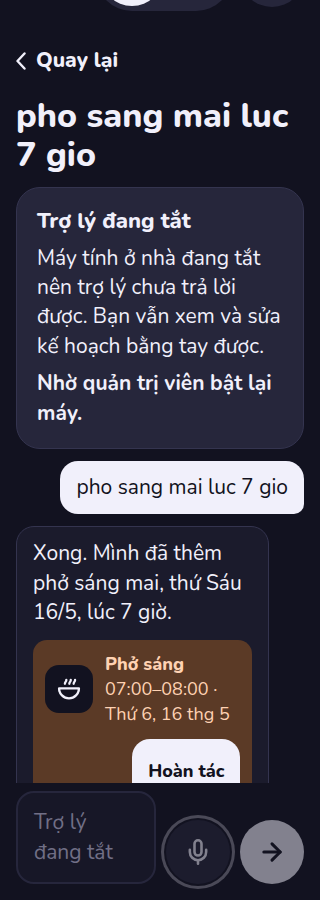 Quay lại
pho sang mai luc
7 gio
Trợ lý đang tắt
Máy tính ở nhà đang tắt
nên trợ lý chưa trả lời
được. Bạn vẫn xem và sửa
kế hoạch bằng tay được.
Nhờ quản trị viên bật lại
máy.
pho sang mai luc 7 gio
Xong. Mình đã thêm
phở sáng mai, thứ Sáu
16/5, lúc 7 giờ.
Phở sáng
07:00–08:00 ·
Thứ 6, 16 thg 5
Hoàn tác
Trợ lý
đang tắt